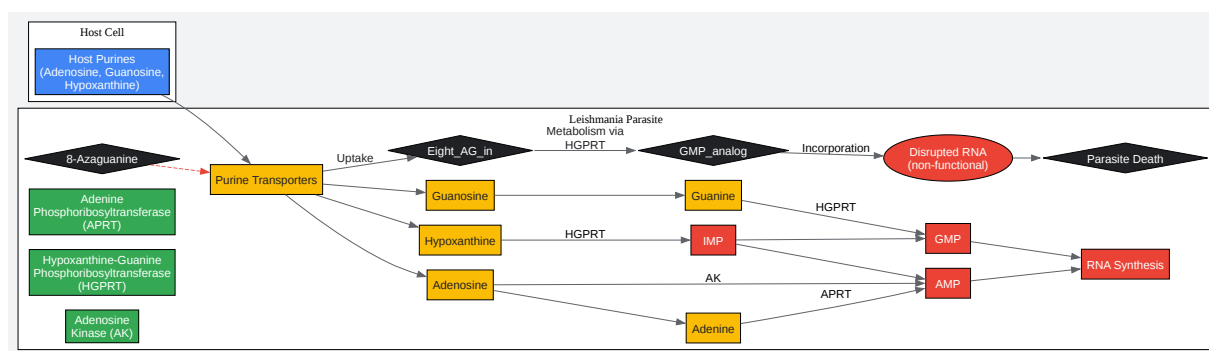 Host Cell
Host Purines
(Adenosine, Guanosine,
Hypoxanthine)
Leishmania Parasite
8-Azaguanine
Adenine
Phosphoribosyltransferase
(APRT)
Hypoxanthine-Guanine
Phosphoribosyltransferase
(HGPRT)
Adenosine
Kinase (AK)
Purine Transporters
Uptake
Eight_AG_in
Metabolism via
HGPRT
GMP_analog
Incorporation
Disrupted RNA
(non-functional)
Parasite Death
Guanosine
Guanine
HGPRT
Hypoxanthine
HGPRT
IMP
GMP
Adenosine
AK
AMP
RNA Synthesis
APRT
Adenine